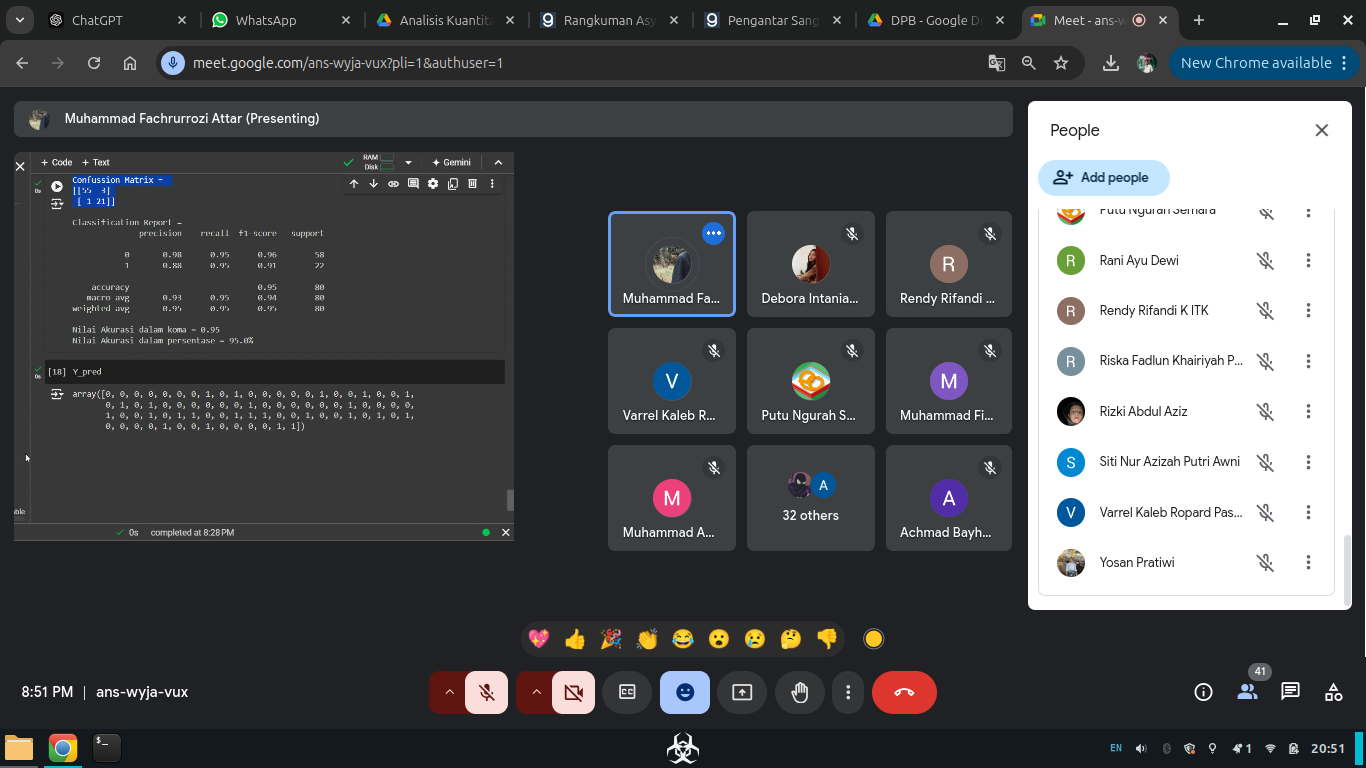 ChatGPT
WhatsApp
Analisis Kuantita
Rangkuman Asy
Pengantar Sang
DPB - Google Dr
Meet - ans-w
meet.google.com/ans-wyja-vux?pli=1&authuser=1
New Chrome available
Muhammad Fachrurrozi Attar (Presenting)
+ Code + Text
RAM
Disk
Gemini
Confussion Matrix =
[[55 3]
[ 1 21]]
Classification Report =
precision recall f1-score support
0 0.98 0.95 0.96 58
1 0.88 0.95 0.91 22
accuracy 0.95 80
macro avg 0.93 0.95 0.94 80
weighted avg 0.95 0.95 0.95 80
Nilai Akurasi dalam koma = 0.95
Nilai Akurasi dalam persentase = 95.0%
0s
[18] Y_pred
0s
array([0, 0, 0, 0, 0, 0, 0, 1, 0, 1, 0, 0, 0, 0, 0, 1, 0, 0, 1, 0, 0, 1,
0, 1, 0, 1, 0, 0, 0, 0, 0, 1, 0, 0, 0, 0, 0, 0, 1, 0, 0, 0, 0,
1, 0, 0, 1, 0, 1, 1, 0, 0, 1, 1, 1, 0, 0, 1, 0, 0, 1, 0, 1, 0, 1,
0, 0, 0, 0, 1, 0, 0, 1, 0, 0, 0, 0, 1, 1])
able
0s completed at 8:28 PM
Muhammad Fa...
Debora Intania...
R
Rendy Rifandi ...
V
Varrel Kaleb R...
Putu Ngurah S...
M
Muhammad Fi...
M
Muhammad A...
A
32 others
A
Achmad Bayh...
People
Add people
Putu Ngurah Semara
R
Rani Ayu Dewi
R
Rendy Rifandi K ITK
R
Riska Fadlun Khairiyah P...
Rizki Abdul Aziz
S
Siti Nur Azizah Putri Awni
V
Varrel Kaleb Ropard Pas...
Yosan Pratiwi
8:51 PM | ans-wyja-vux
41
$_
EN
1
20:51